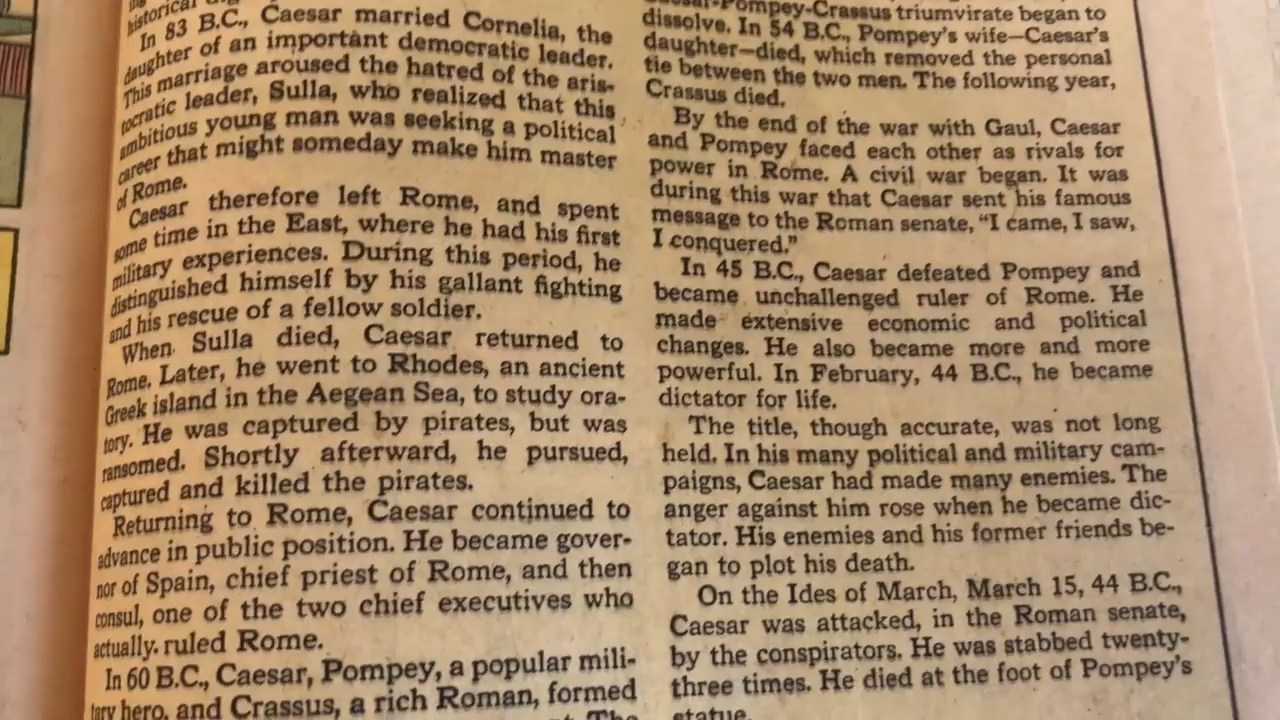 historical
In 83 B.C., Caesar married Cornelia, the
daughter of an important democratic leader.
This marriage aroused the hatred of the aris-
tocratic leader, Sulla, who realized that this
ambitious young man was seeking a political
career that might someday make him master
of Rome.
Caesar therefore left Rome, and spent
some time in the East, where he had his first
military experiences. During this period, he
distinguished himself by his gallant fighting
and his rescue of a fellow soldier.
When Sulla died, Caesar returned to
Rome. Later, he went to Rhodes, an ancient
Greek island in the Aegean Sea, to study ora-
tory. He was captured by pirates, but was
ransomed. Shortly afterward, he pursued,
captured and killed the pirates.
Returning to Rome, Caesar continued to
advance in public position. He became gover-
nor of Spain, chief priest of Rome, and then
consul, one of the two chief executives who
actually. ruled Rome.
In 60 B.C., Caesar, Pompey, a popular mili-
tary hero, and Crassus, a rich Roman, formed
The
Caesar-Pompey-Crassus triumvirate began to
dissolve. In 54 B.C., Pompey's wife—Caesar's
daughter—died, which removed the personal
tie between the two men. The following year,
Crassus died.
By the end of the war with Gaul, Caesar
and Pompey faced each other as rivals for
power in Rome. A civil war began. It was
during this war that Caesar sent his famous
message to the Roman senate, "I came, I saw,
I conquered."
In 45 B.C., Caesar defeated Pompey and
became unchallenged ruler of Rome. He
made extensive economic and political
changes. He also became more and more
powerful. In February, 44 B.C., he became
dictator for life.
The title, though accurate, was not long
held. In his many political and military cam-
paigns, Caesar had made many enemies. The
anger against him rose when he became dic-
tator. His enemies and his former friends be-
gan to plot his death.
On the Ides of March, March 15, 44 B.C.,
Caesar was attacked, in the Roman senate,
by the conspirators. He was stabbed twenty-
three times. He died at the foot of Pompey's
statue.